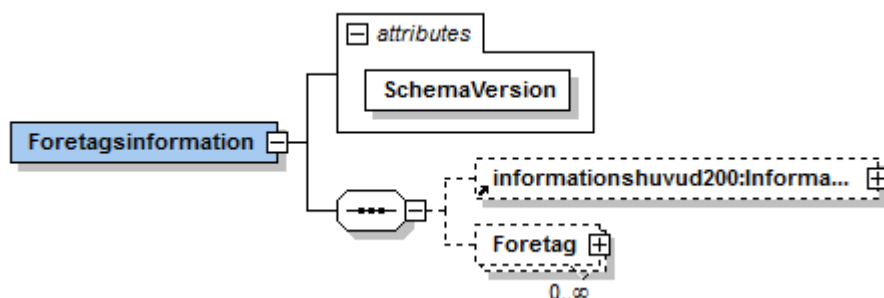 attributes
SchemaVersion
Foretagsinformation
informationshuvud200:Informa...
Foretag
0..∞